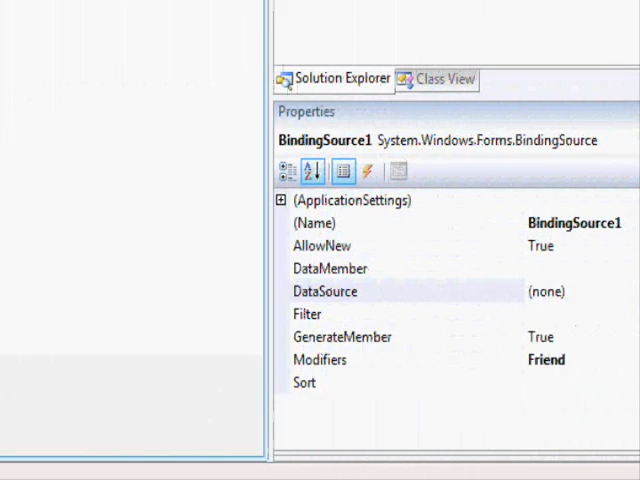 Solution Explorer Class View
Properties
BindingSource1 System.Windows.Forms.BindingSource
(ApplicationSettings)
(Name) BindingSource1
AllowNew True
DataMember
DataSource (none)
Filter
GenerateMember True
Modifiers Friend
Sort